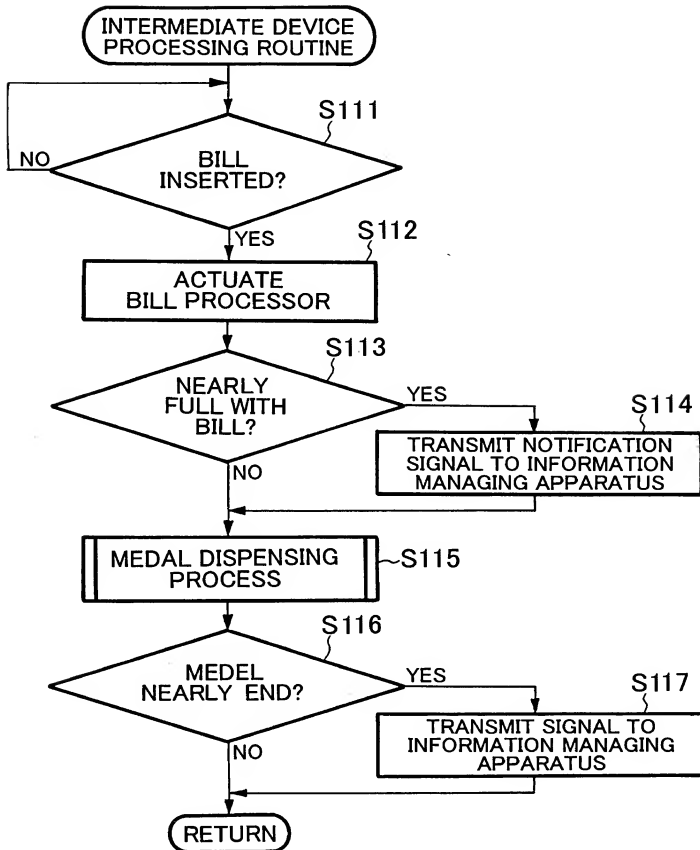 INTERMEDIATE DEVICE
PROCESSING ROUTINE
S111
NO
BILL
INSERTED?
YES
S112
ACTUATE
BILL PROCESSOR
S113
NEARLY
FULL WITH
BILL?
YES
S114
TRANSMIT NOTIFICATION
SIGNAL TO INFORMATION
MANAGING APPARATUS
NO
MEDAL DISPENSING
PROCESS
S115
S116
MEDEL
NEARLY END?
YES
S117
TRANSMIT SIGNAL TO
INFORMATION MANAGING
APPARATUS
NO
RETURN